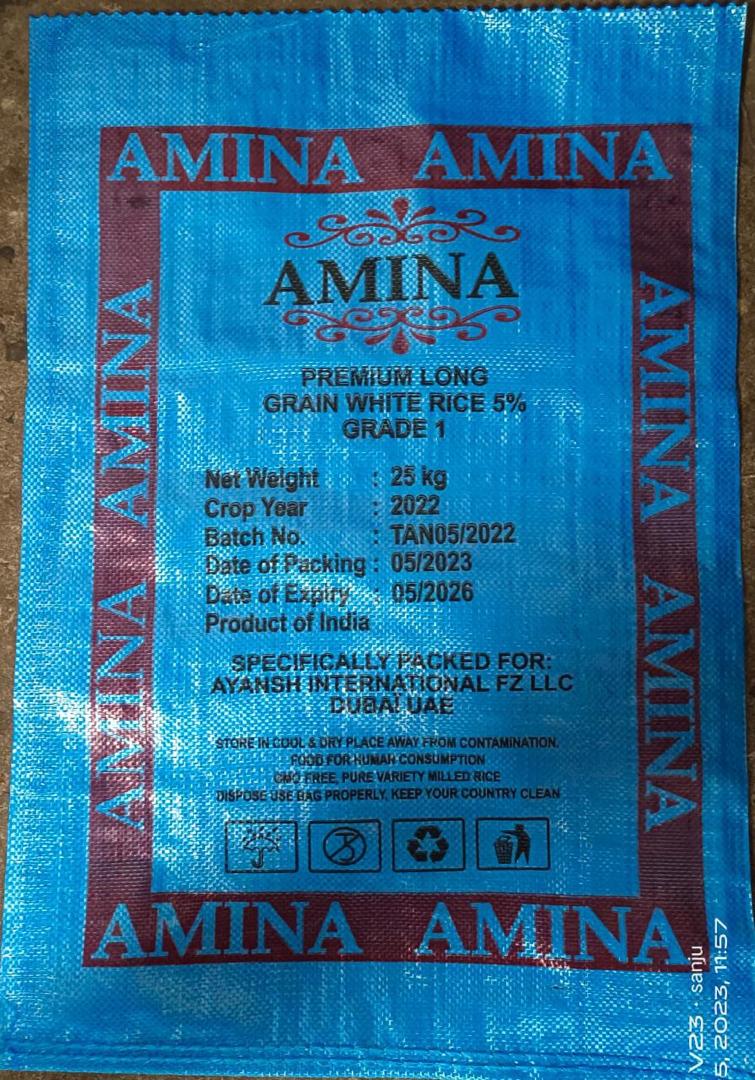 AMINA AMINA
AMINA
AMINA
AMINA
AMINA
AMINA
PREMIUM LONG
GRAIN WHITE RICE 5%
GRADE 1
Net Weight : 25 kg
Crop Year : 2022
Batch No. : TAN05/2022
Date of Packing : 05/2023
Date of Expiry : 05/2026
Product of India
SPECIFICALLY PACKED FOR:
AYANSH INTERNATIONAL FZ LLC
DUBAI UAE
STORE IN COOL & DRY PLACE AWAY FROM CONTAMINATION.
FOOD FOR HUMAN CONSUMPTION
GMO FREE, PURE VARIETY MILLED RICE
DISPOSE USE BAG PROPERLY, KEEP YOUR COUNTRY CLEAN
AMINA AMINA
V23 · sanju
5, 2023, 11:57